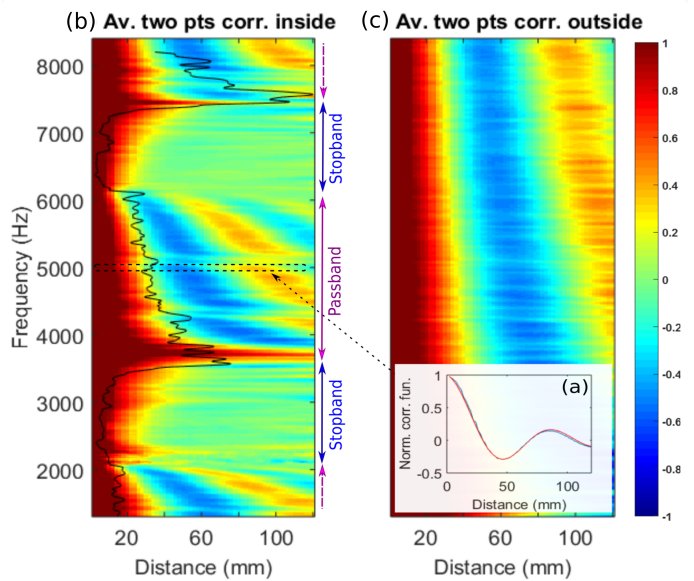 (b) Av. two pts corr. inside
(c) Av. two pts corr. outside
8000
7000
6000
5000
4000
3000
2000
Frequency (Hz)
20 60 100
Distance (mm)
Stopband
Passband
Stopband
20 60 100
Distance (mm)
(a)
Norm. corr. fun.
1
0.5
0
-0.5
0 50 100
Distance (mm)
1
0.8
0.6
0.4
0.2
0
-0.2
-0.4
-0.6
-0.8
-1